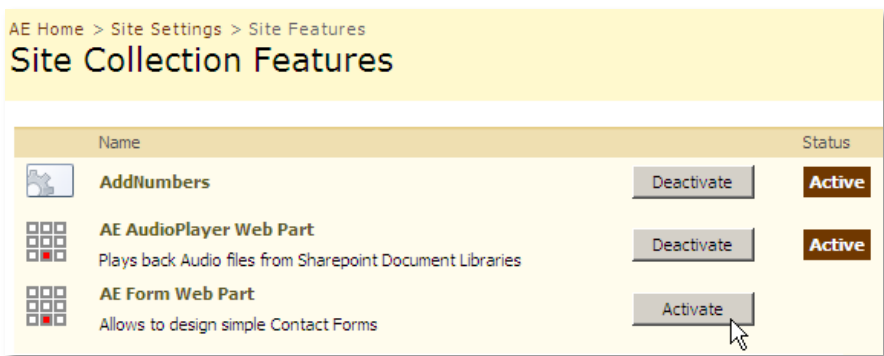 AE Home > Site Settings > Site Features
Site Collection Features
Name Status
AddNumbers Deactivate Active
AE AudioPlayer Web Part
Plays back Audio files from Sharepoint Document Libraries
Deactivate Active
AE Form Web Part
Allows to design simple Contact Forms
Activate